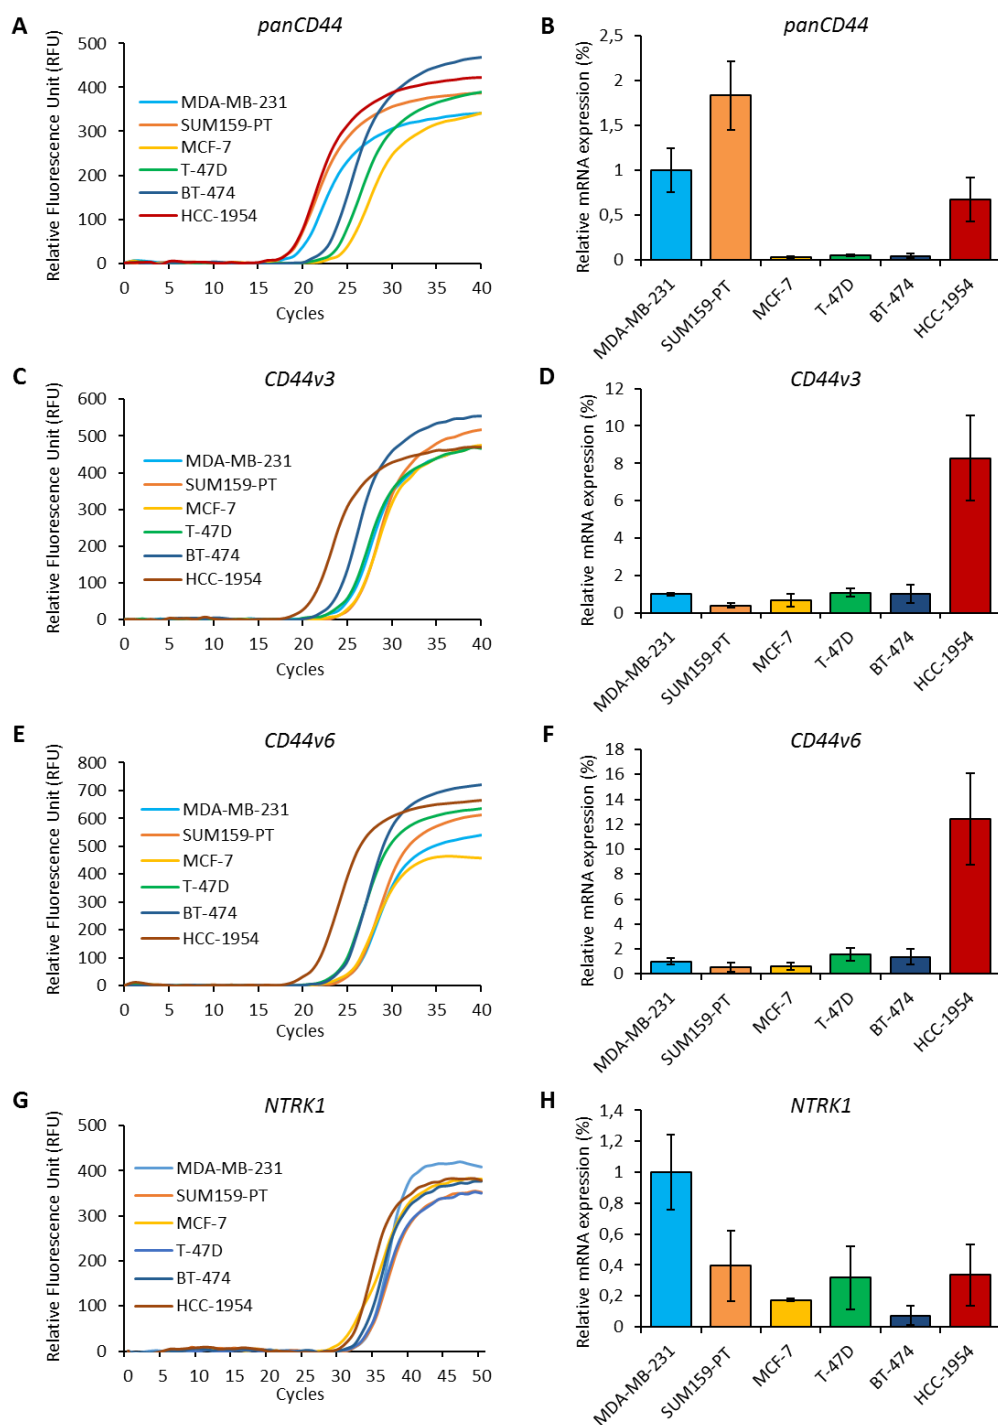 A
panCD44
Relative Fluorescence Unit (RFU)
500
400
300
200
100
0
MDA-MB-231
SUM159-PT
MCF-7
T-47D
BT-474
HCC-1954
0 5 10 15 20 25 30 35 40
Cycles
B
panCD44
Relative mRNA expression (%)
2,5
2
1,5
1
0,5
0
MDA-MB-231
SUM159-PT
MCF-7
T-47D
BT-474
HCC-1954
C
CD44v3
Relative Fluorescence Unit (RFU)
600
500
400
300
200
100
0
MDA-MB-231
SUM159-PT
MCF-7
T-47D
BT-474
HCC-1954
0 5 10 15 20 25 30 35 40
Cycles
D
CD44v3
Relative mRNA expression (%)
12
10
8
6
4
2
0
MDA-MB-231
SUM159-PT
MCF-7
T-47D
BT-474
HCC-1954
E
CD44v6
Relative Fluorescence Unit (RFU)
800
700
600
500
400
300
200
100
0
MDA-MB-231
SUM159-PT
MCF-7
T-47D
BT-474
HCC-1954
0 5 10 15 20 25 30 35 40
Cycles
F
CD44v6
Relative mRNA expression (%)
18
16
14
12
10
8
6
4
2
0
MDA-MB-231
SUM159-PT
MCF-7
T-47D
BT-474
HCC-1954
G
NTRK1
Relative Fluorescence Unit (RFU)
500
400
300
200
100
0
MDA-MB-231
SUM159-PT
MCF-7
T-47D
BT-474
HCC-1954
0 5 10 15 20 25 30 35 40 45 50
Cycles
H
NTRK1
Relative mRNA expression (%)
1,4
1,2
1
0,8
0,6
0,4
0,2
0
MDA-MB-231
SUM159-PT
MCF-7
T-47D
BT-474
HCC-1954